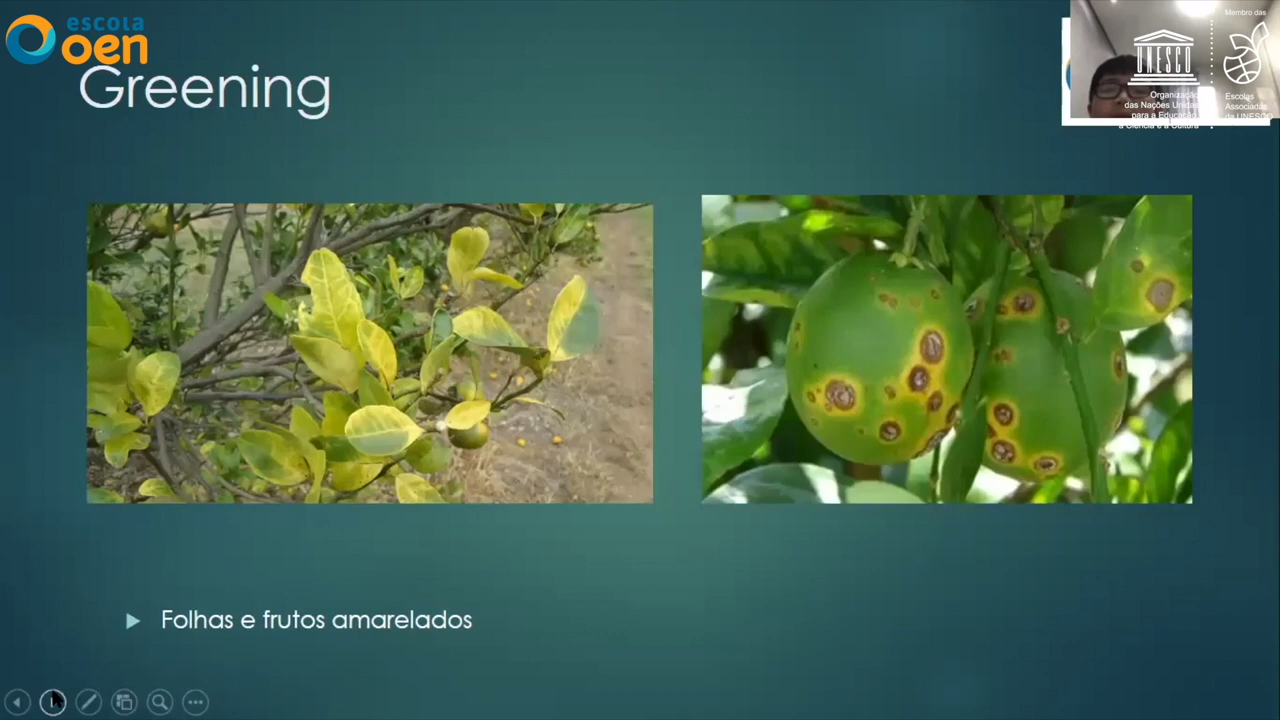 escola
oen
Greening
Membro das
UNESCO
Organização
das Nações Unidas
para a Educação,
a Ciência e a Cultura
Escolas
Associadas
da UNESCO
Folhas e frutos amarelados